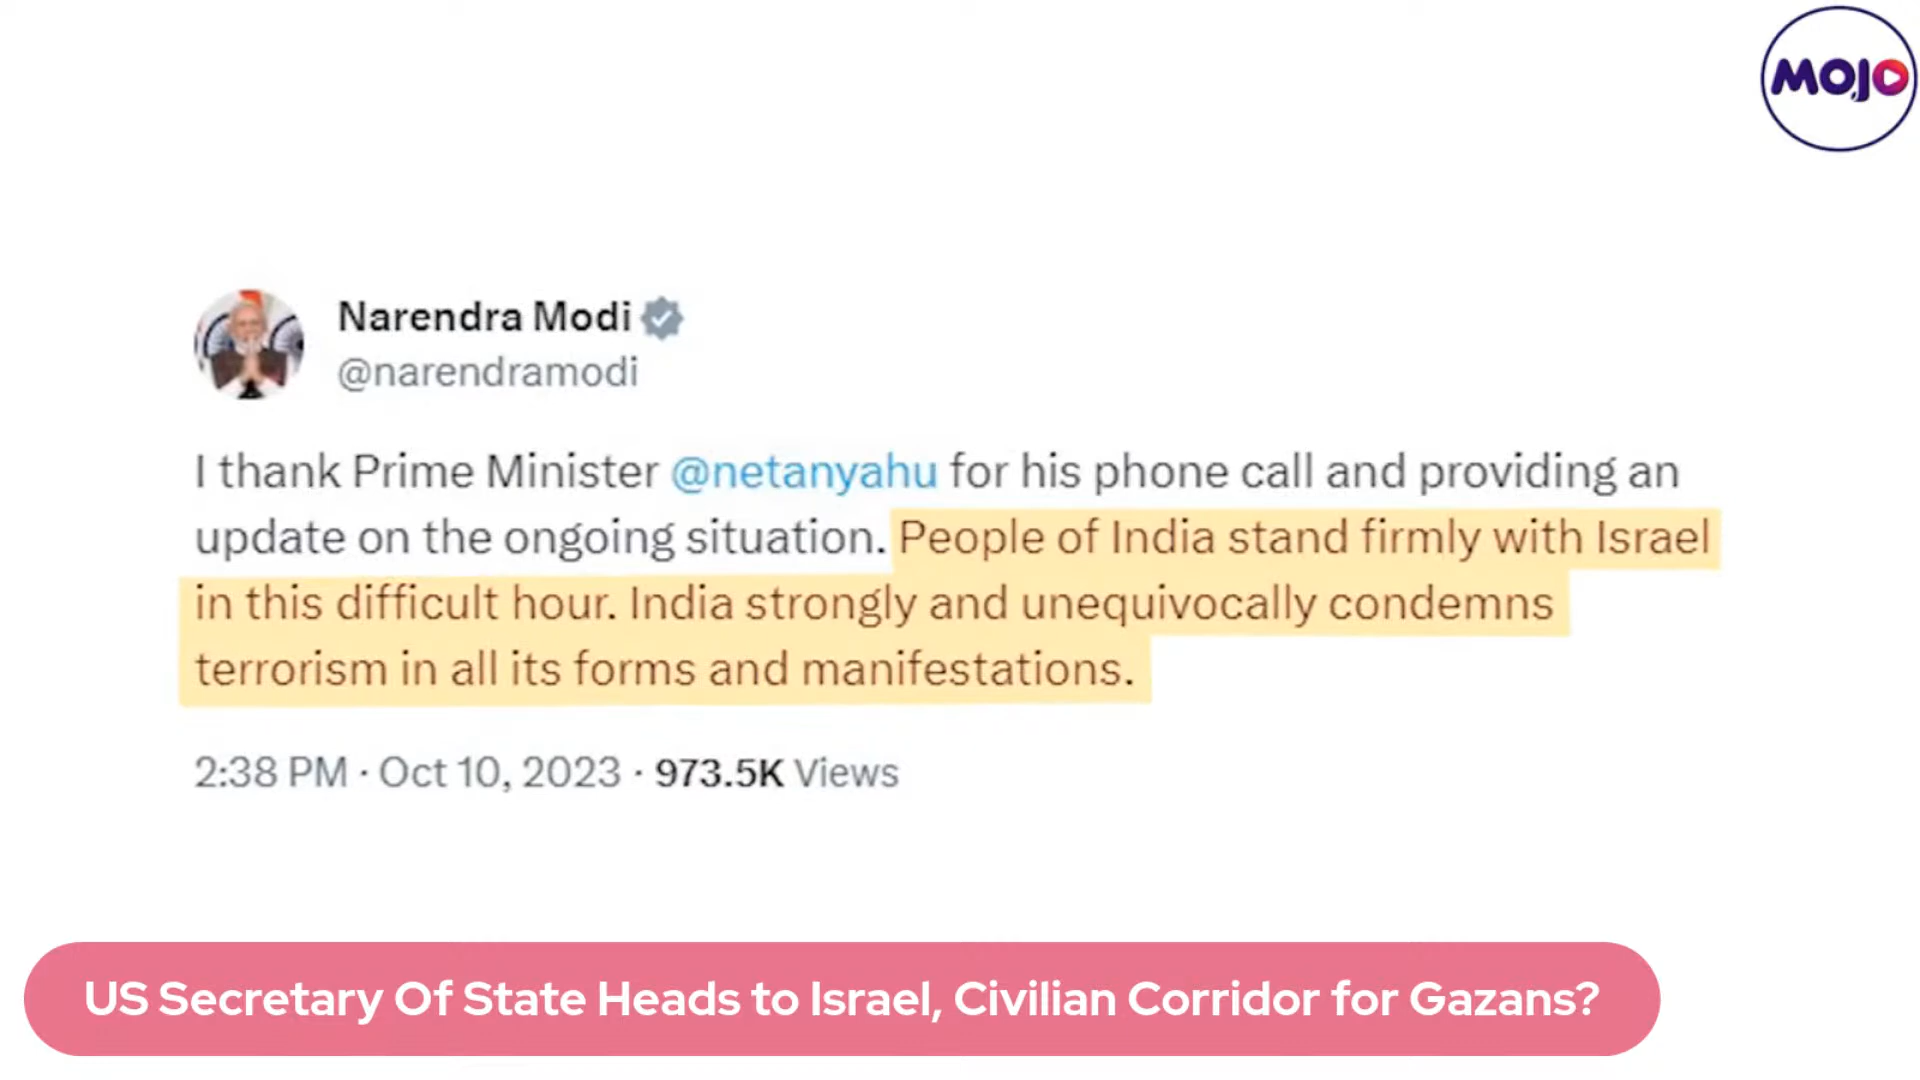 MOJO
Narendra Modi
@narendramodi
I thank Prime Minister @netanyahu for his phone call and providing an
update on the ongoing situation. People of India stand firmly with Israel
in this difficult hour. India strongly and unequivocally condemns
terrorism in all its forms and manifestations.
2:38 PM · Oct 10, 2023 · 973.5K Views
US Secretary Of State Heads to Israel, Civilian Corridor for Gazans?